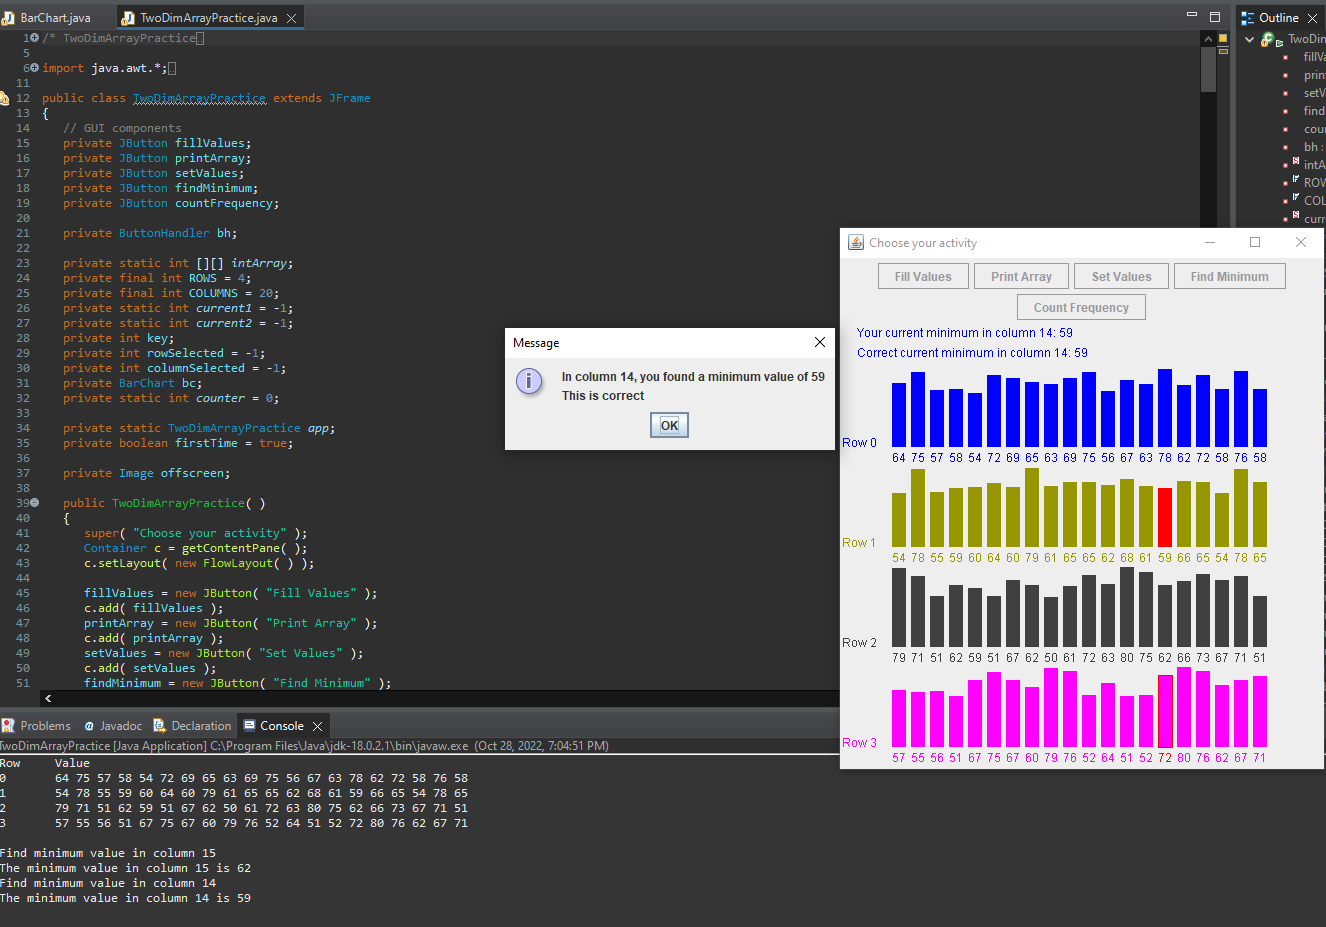 BarChart.java
TwoDimArrayPractice.java
Outline
1 /* TwoDimArrayPractice
5
6 import java.awt.*;
11
12 public class TwoDimArrayPractice extends JFrame
13 {
14 // GUI components
15 private JButton fillValues;
16 private JButton printArray;
17 private JButton setValues;
18 private JButton findMinimum;
19 private JButton countFrequency;
20
21 private ButtonHandler bh;
22
23 private static int [][] intArray;
24 private final int ROWS = 4;
25 private final int COLUMNS = 20;
26 private static int current1 = -1;
27 private static int current2 = -1;
28 private int key;
29 private int rowSelected = -1;
30 private int columnSelected = -1;
31 private BarChart bc;
32 private static int counter = 0;
33
34 private static TwoDimArrayPractice app;
35 private boolean firstTime = true;
36
37 private Image offscreen;
38
39 public TwoDimArrayPractice( )
40 {
41 super( "Choose your activity" );
42 Container c = getContentPane( );
43 c.setLayout( new FlowLayout( ) );
44
45 fillValues = new JButton( "Fill Values" );
46 c.add( fillValues );
47 printArray = new JButton( "Print Array" );
48 c.add( printArray );
49 setValues = new JButton( "Set Values" );
50 c.add( setValues );
51 findMinimum = new JButton( "Find Minimum" );
TwoDin
fillVa
prin
setV
find
cou
bh :
intA
ROW
COL
curr
Message
In column 14, you found a minimum value of 59
This is correct
OK
Choose your activity
Fill Values Print Array Set Values Find Minimum
Count Frequency
Your current minimum in column 14: 59
Correct current minimum in column 14: 59
Row 0
64 75 57 58 54 72 69 65 63 69 75 56 67 63 78 62 72 58 76 58
Row 1
54 78 55 59 60 64 60 79 61 65 65 62 68 61 59 66 65 54 78 65
Row 2
79 71 51 62 59 51 67 62 50 61 72 63 80 75 62 66 73 67 71 51
Row 3
57 55 56 51 67 75 67 60 79 76 52 64 51 52 72 80 76 62 67 71
Problems @ Javadoc Declaration Console
TwoDimArrayPractice [Java Application] C:\Program Files\Java\jdk-18.0.2.1\bin\javaw.exe (Oct 28, 2022, 7:04:51 PM)
Row Value
0 64 75 57 58 54 72 69 65 63 69 75 56 67 63 78 62 72 58 76 58
1 54 78 55 59 60 64 60 79 61 65 65 62 68 61 59 66 65 54 78 65
2 79 71 51 62 59 51 67 62 50 61 72 63 80 75 62 66 73 67 71 51
3 57 55 56 51 67 75 67 60 79 76 52 64 51 52 72 80 76 62 67 71
Find minimum value in column 15
The minimum value in column 15 is 62
Find minimum value in column 14
The minimum value in column 14 is 59